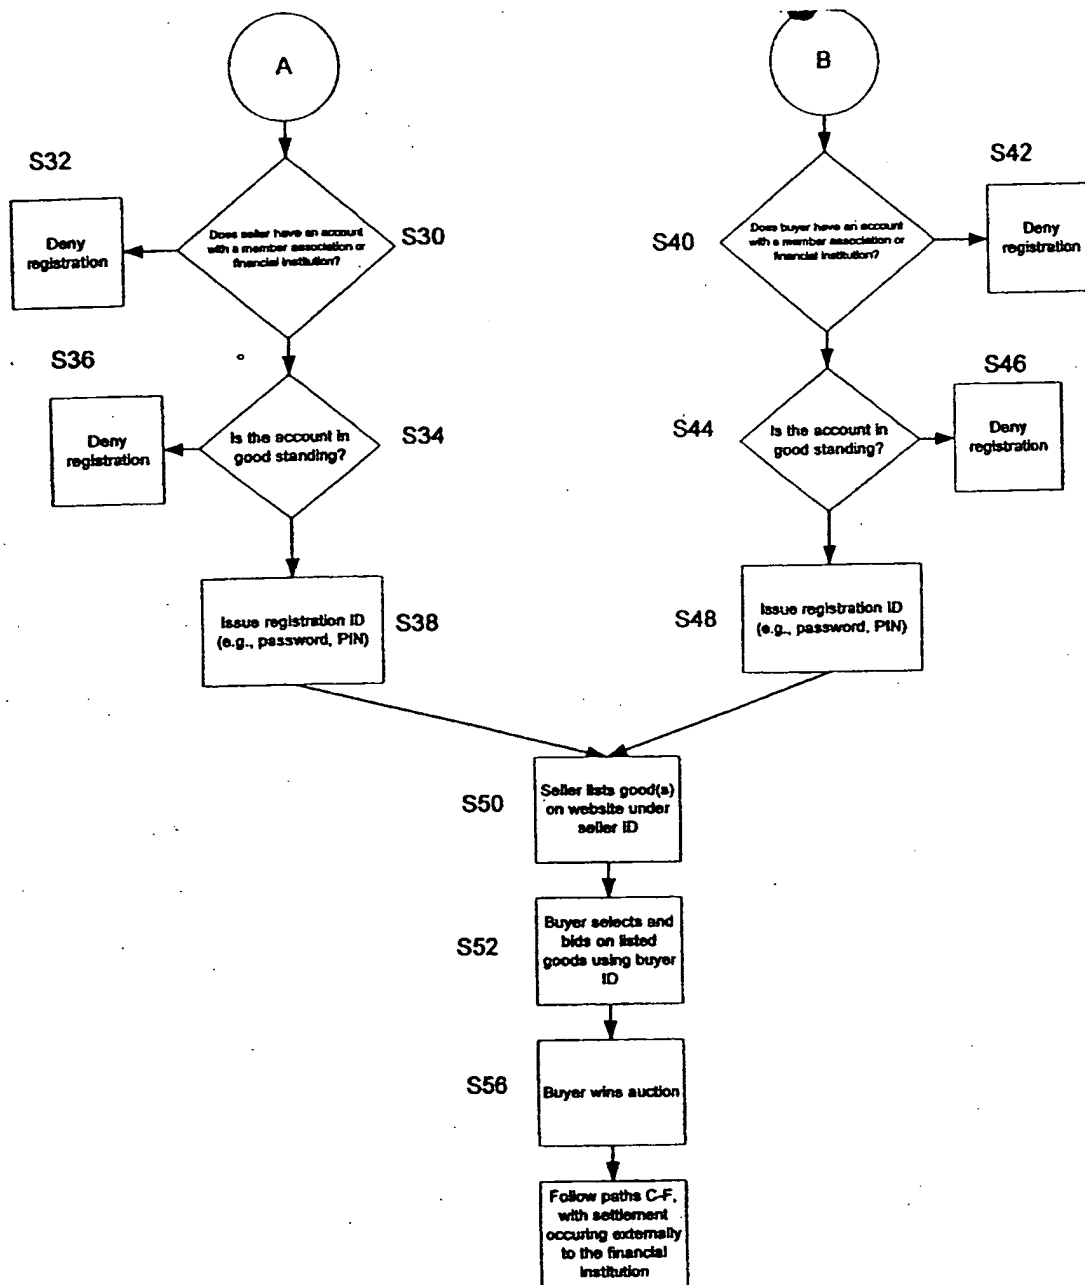 A
B
S32
Deny
registration
Does seller have an account
with a member association or
financial institution?
S30
S40
Does buyer have an account
with a member association or
financial institution?
S42
Deny
registration
S36
Deny
registration
Is the account in
good standing?
S34
S44
Is the account in
good standing?
S46
Deny
registration
Issue registration ID
(e.g., password, PIN)
S38
S48
Issue registration ID
(e.g., password, PIN)
S50
Seller lists good(s)
on website under
seller ID
S52
Buyer selects and
bids on listed
goods using buyer
ID
S56
Buyer wins auction
Follow paths C-F,
with settlement
occuring externally
to the financial
institution